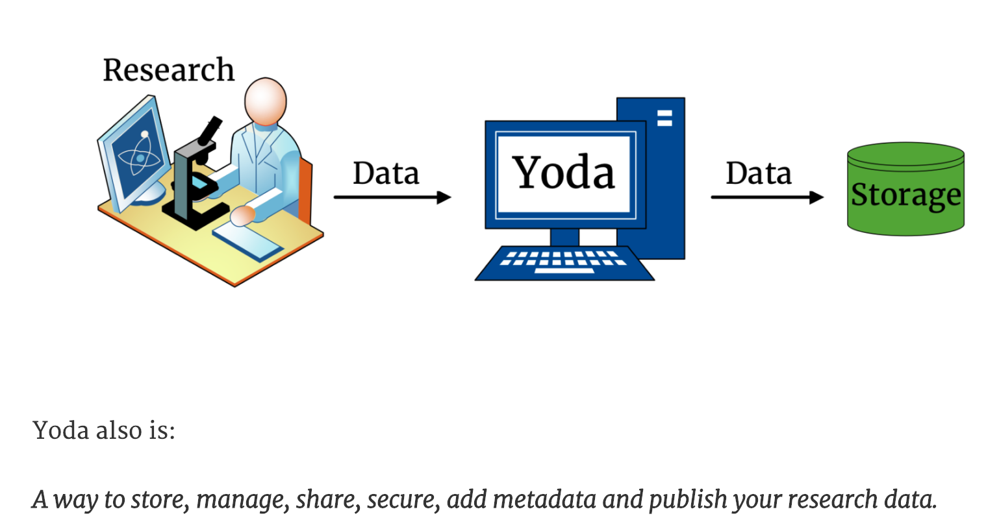 Research
Data
Yoda
Data
Storage
Yoda also is:
A way to store, manage, share, secure, add metadata and publish your research data.